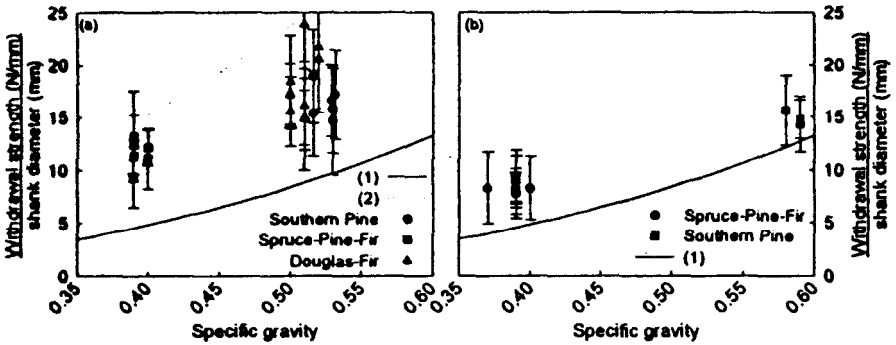 (a)
Withdrawal strength (N/mm)
shank diameter (mm)
25
20
15
10
5
0
(1)
(2)
Southern Pine
Spruce-Pine-Fir
Douglas-Fir
0.35
0.40
0.45
0.50
0.55
0.60
Specific gravity
(b)
Spruce-Pine-Fir
Southern Pine
(1)
0.35
0.40
0.45
0.50
0.55
0.60
Specific gravity
25
20
15
10
5
0
Withdrawal strength (N/mm)
shank diameter (mm)